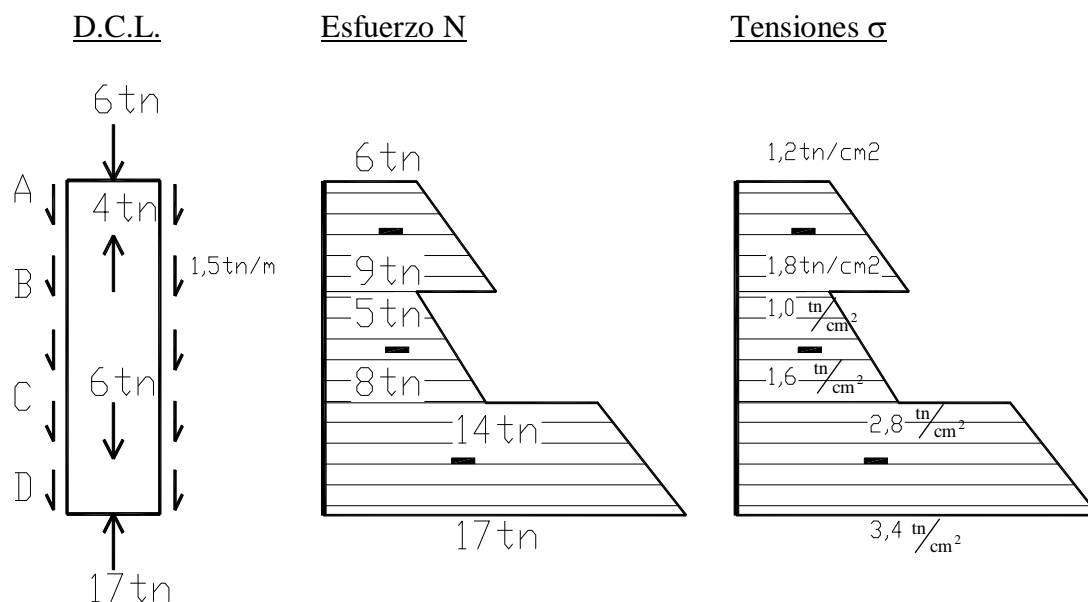 D.C.L. Esfuerzo N Tensiones σ
6tn
A
4tn
1,5tn/m
B
6tn
C
D
17tn
6tn
9tn
5tn
8tn
14tn
17tn
1,2tn/cm2
1,8tn/cm2
1,0 tn/cm²
1,6 tn/cm²
2,8 tn/cm²
3,4 tn/cm²